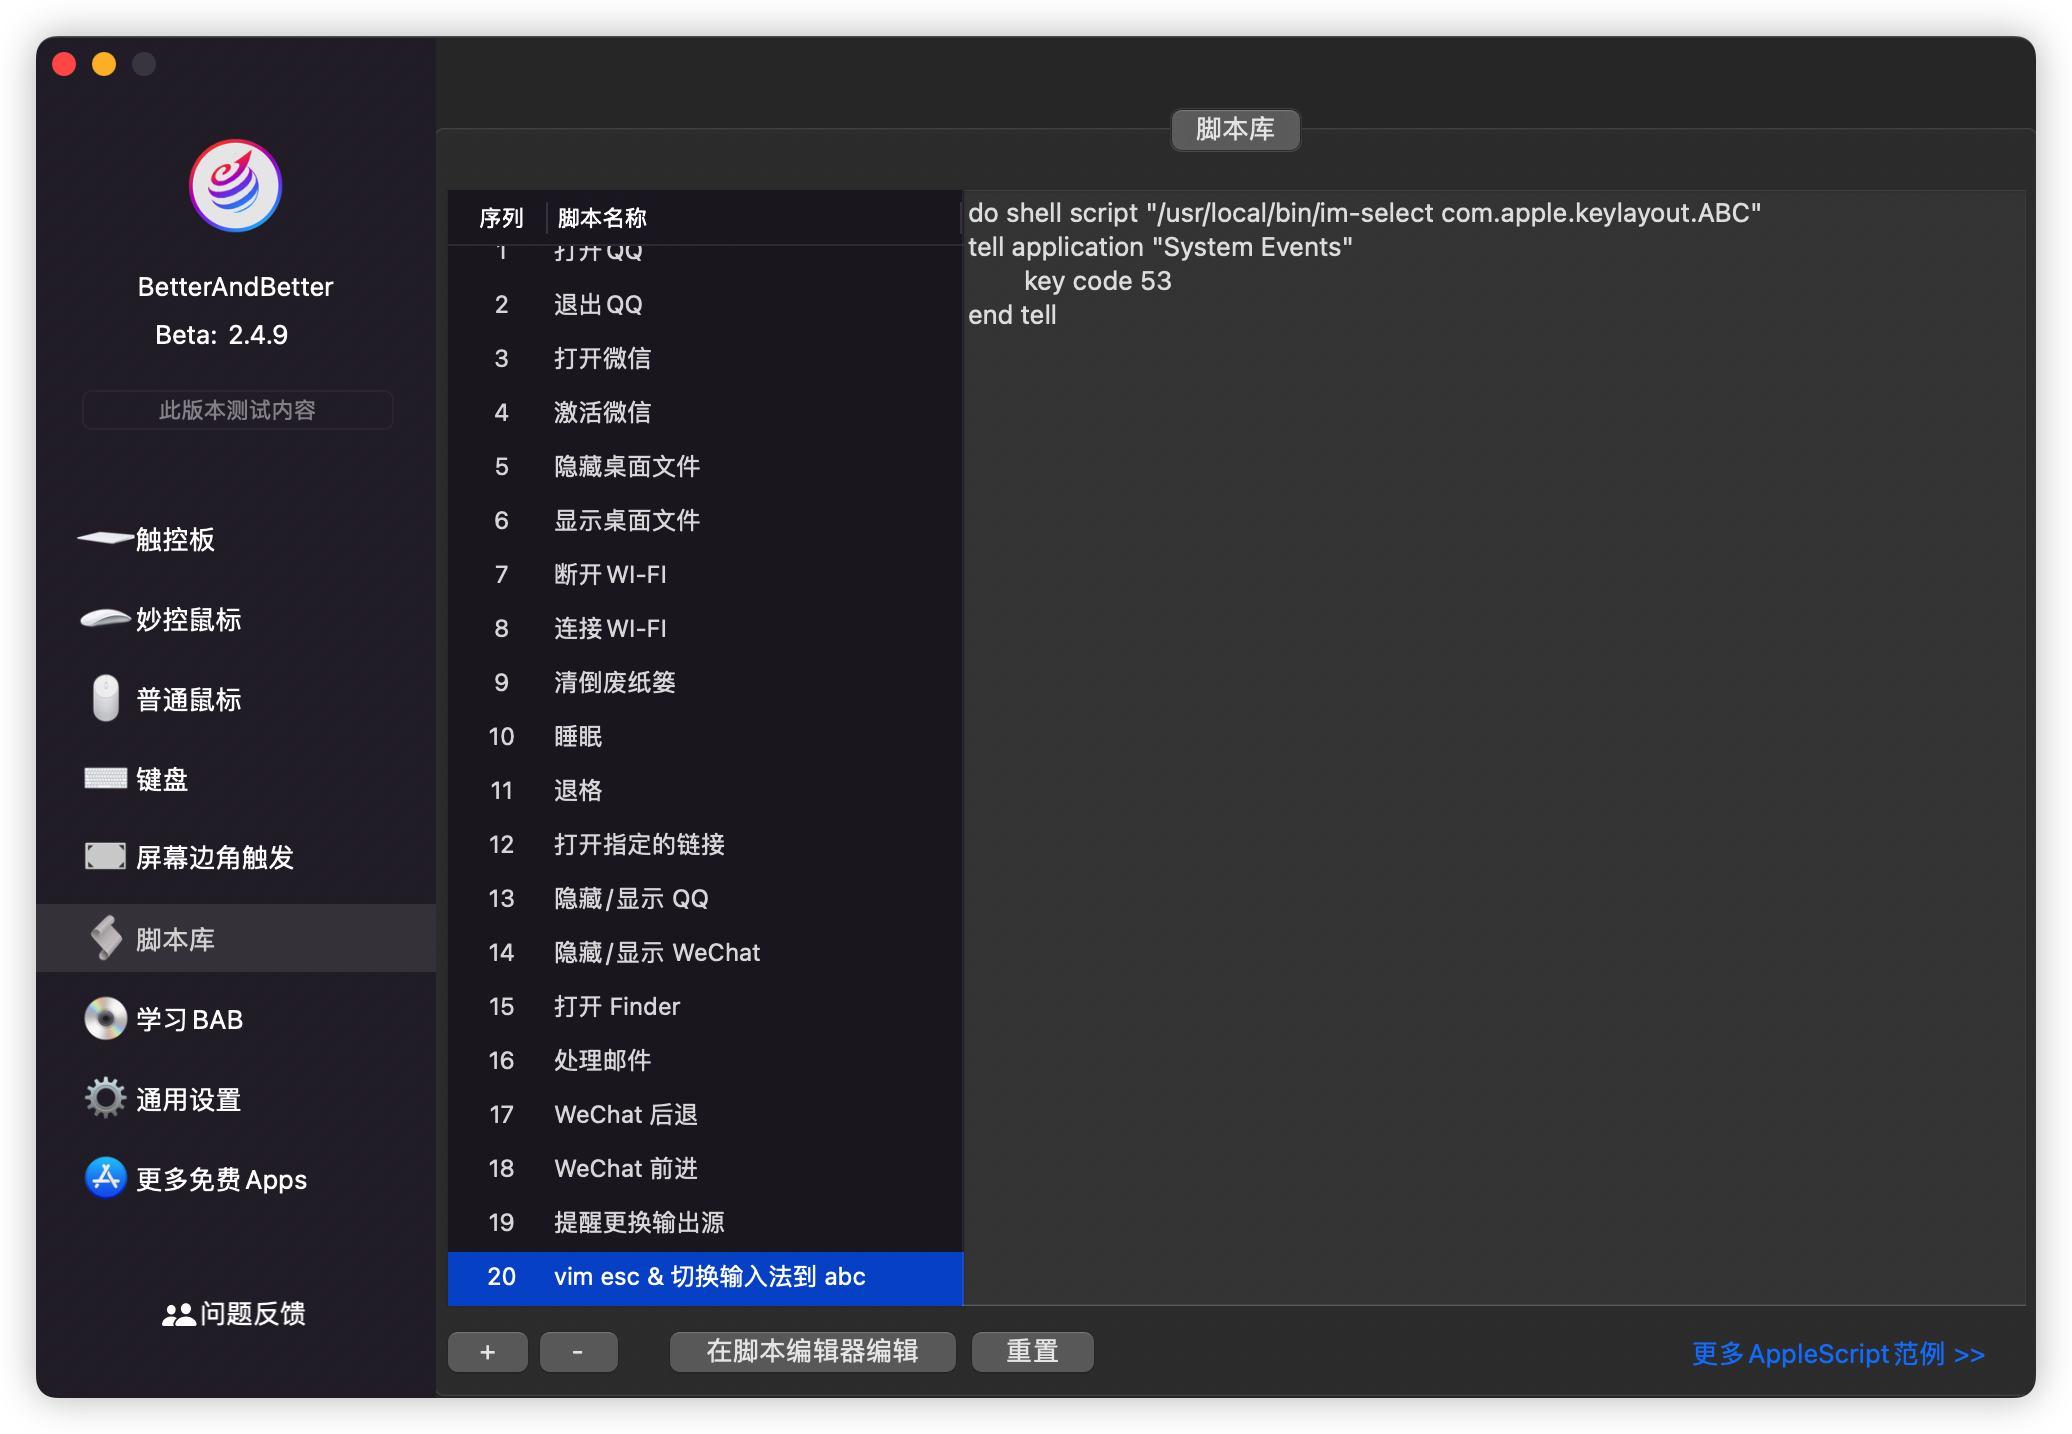 BetterAndBetter
Beta: 2.4.9
此版本测试内容
触控板
妙控鼠标
普通鼠标
键盘
屏幕边角触发
脚本库
学习BAB
通用设置
更多免费Apps
问题反馈
脚本库
序列 脚本名称
1 打开QQ
2 退出QQ
3 打开微信
4 激活微信
5 隐藏桌面文件
6 显示桌面文件
7 断开WI-FI
8 连接WI-FI
9 清倒废纸篓
10 睡眠
11 退格
12 打开指定的链接
13 隐藏/显示 QQ
14 隐藏/显示 WeChat
15 打开 Finder
16 处理邮件
17 WeChat 后退
18 WeChat 前进
19 提醒更换输出源
20 vim esc & 切换输入法到 abc
do shell script "/usr/local/bin/im-select com.apple.keylayout.ABC"
tell application "System Events"
key code 53
end tell
+ - 在脚本编辑器编辑 重置
更多AppleScript范例 >>